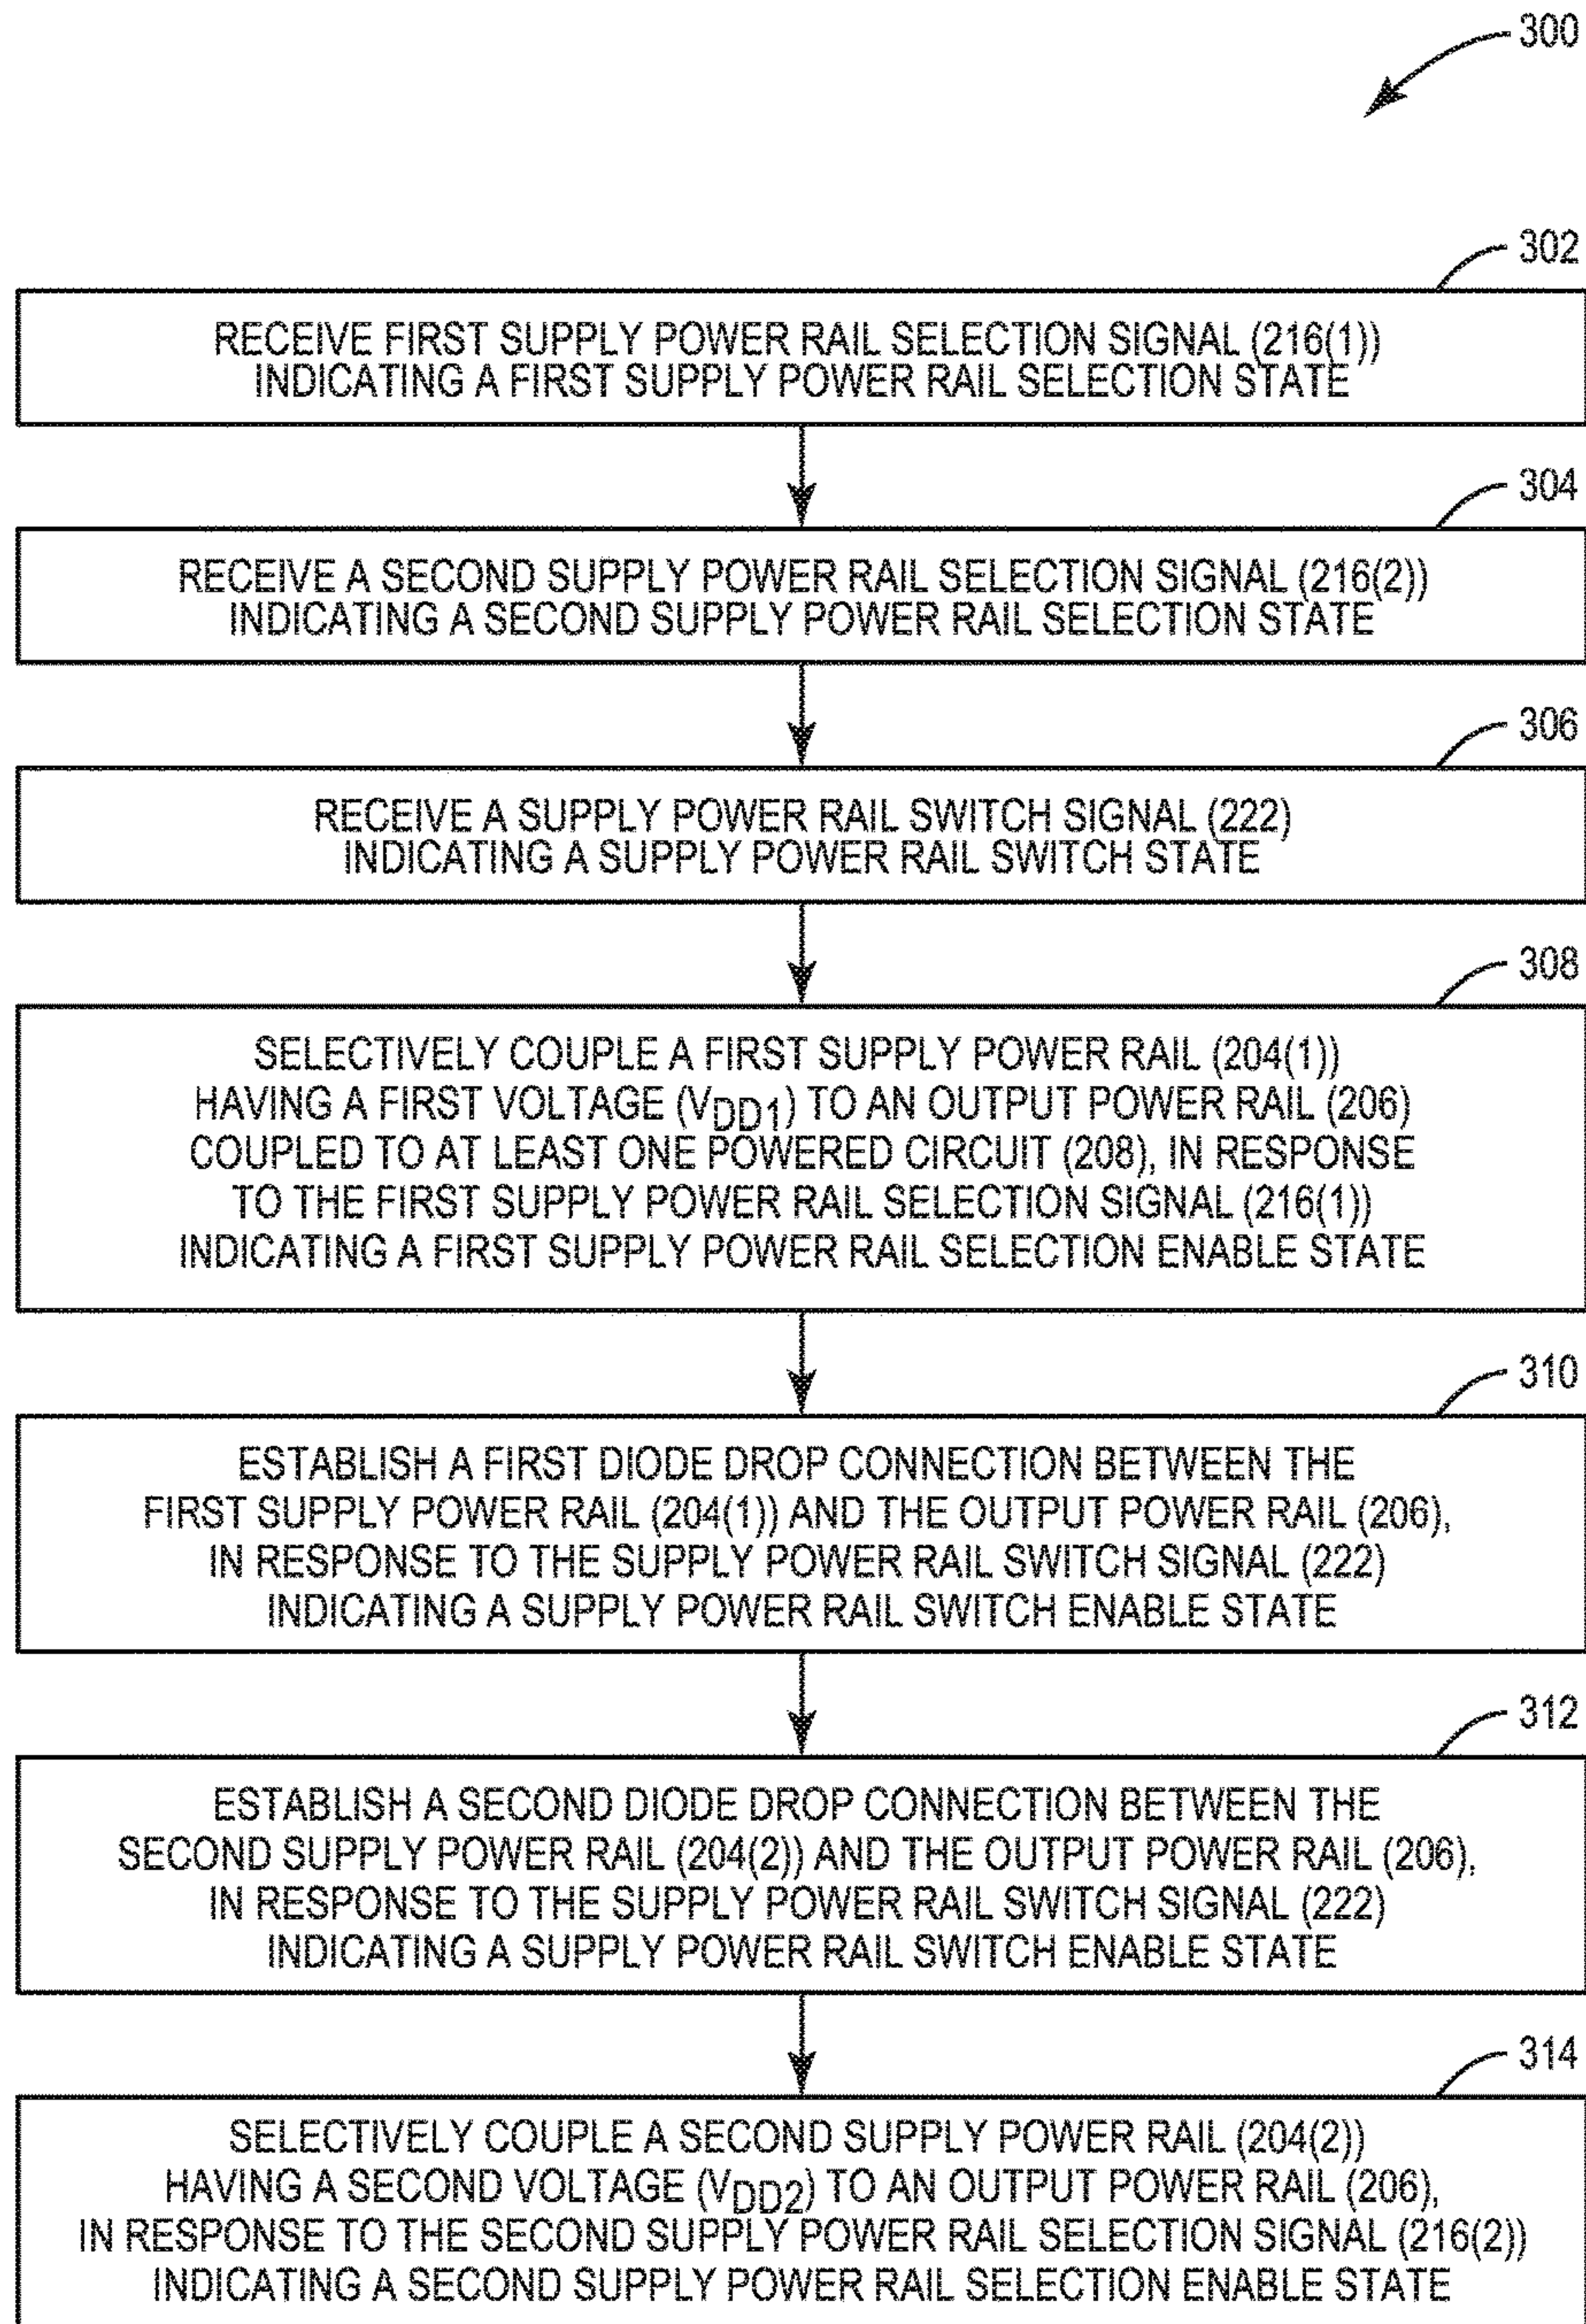 300
302
RECEIVE FIRST SUPPLY POWER RAIL SELECTION SIGNAL (216(1))
INDICATING A FIRST SUPPLY POWER RAIL SELECTION STATE
304
RECEIVE A SECOND SUPPLY POWER RAIL SELECTION SIGNAL (216(2))
INDICATING A SECOND SUPPLY POWER RAIL SELECTION STATE
306
RECEIVE A SUPPLY POWER RAIL SWITCH SIGNAL (222)
INDICATING A SUPPLY POWER RAIL SWITCH STATE
308
SELECTIVELY COUPLE A FIRST SUPPLY POWER RAIL (204(1))
HAVING A FIRST VOLTAGE (VDD1) TO AN OUTPUT POWER RAIL (206)
COUPLED TO AT LEAST ONE POWERED CIRCUIT (208), IN RESPONSE
TO THE FIRST SUPPLY POWER RAIL SELECTION SIGNAL (216(1))
INDICATING A FIRST SUPPLY POWER RAIL SELECTION ENABLE STATE
310
ESTABLISH A FIRST DIODE DROP CONNECTION BETWEEN THE
FIRST SUPPLY POWER RAIL (204(1)) AND THE OUTPUT POWER RAIL (206),
IN RESPONSE TO THE SUPPLY POWER RAIL SWITCH SIGNAL (222)
INDICATING A SUPPLY POWER RAIL SWITCH ENABLE STATE
312
ESTABLISH A SECOND DIODE DROP CONNECTION BETWEEN THE
SECOND SUPPLY POWER RAIL (204(2)) AND THE OUTPUT POWER RAIL (206),
IN RESPONSE TO THE SUPPLY POWER RAIL SWITCH SIGNAL (222)
INDICATING A SUPPLY POWER RAIL SWITCH ENABLE STATE
314
SELECTIVELY COUPLE A SECOND SUPPLY POWER RAIL (204(2))
HAVING A SECOND VOLTAGE (VDD2) TO AN OUTPUT POWER RAIL (206),
IN RESPONSE TO THE SECOND SUPPLY POWER RAIL SELECTION SIGNAL (216(2))
INDICATING A SECOND SUPPLY POWER RAIL SELECTION ENABLE STATE